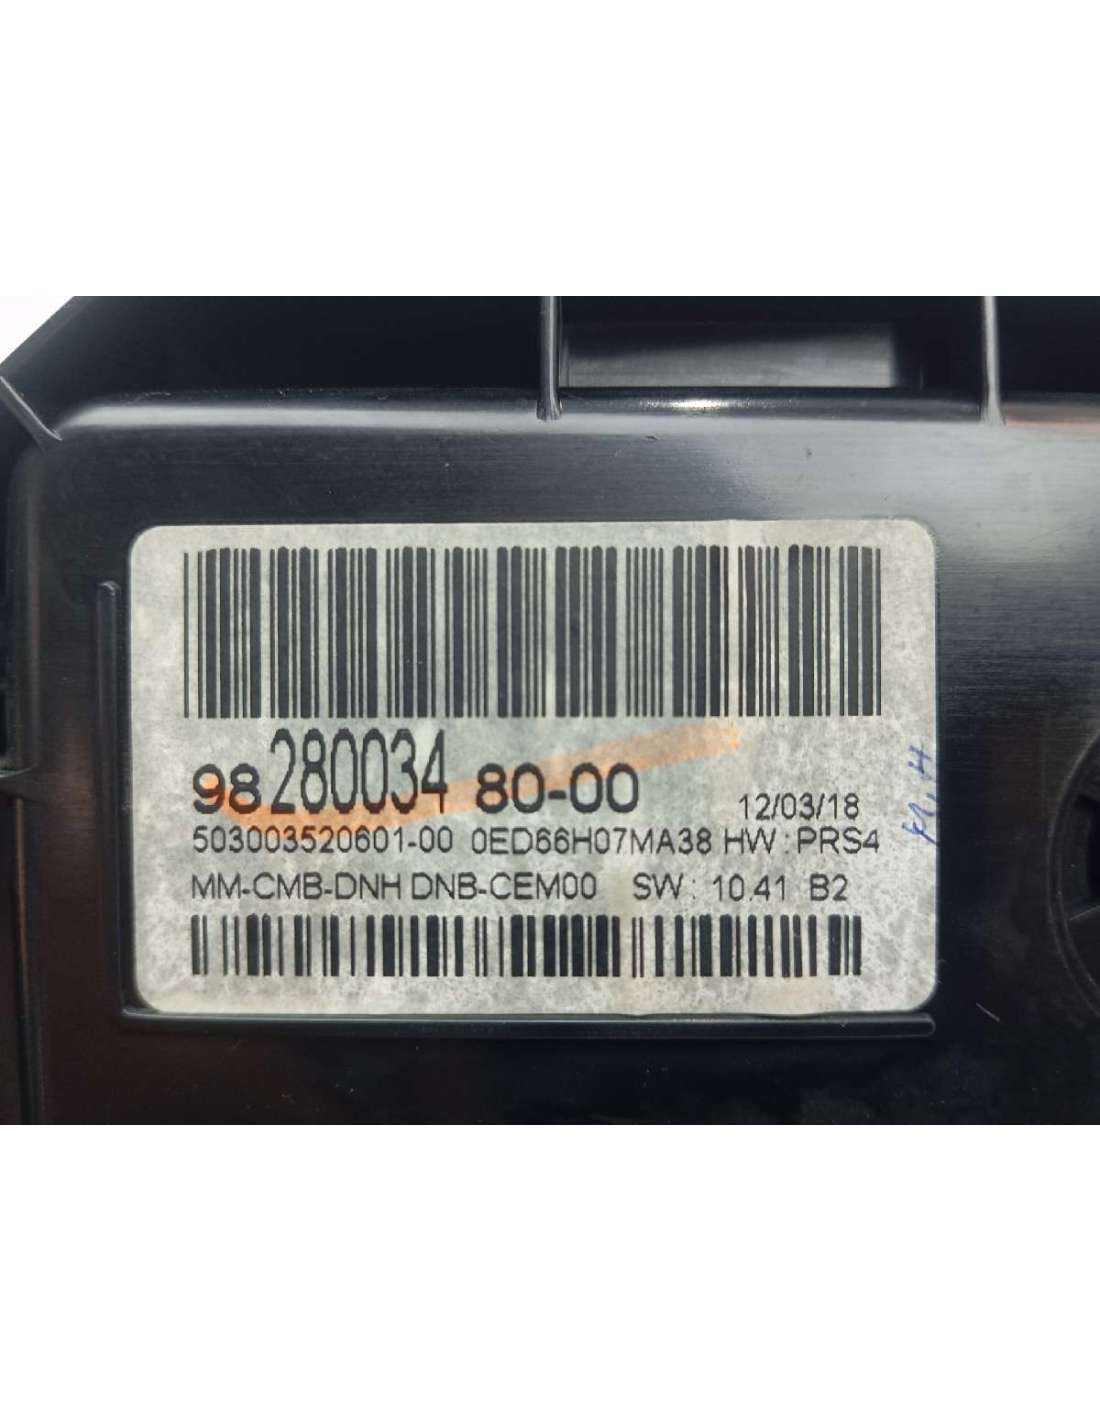 98 280034 80-00 12/03/18
503003520601-00 0ED66H07MA38 HW : PRS4
MM-CMB-DNH DNB-CEM00 SW : 10.41 B2